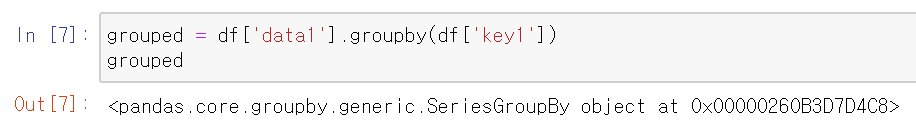 In [7]: grouped = df['data1'].groupby(df['key1'])
grouped
Out[7]: <pandas.core.groupby.generic.SeriesGroupBy object at 0x00000260B3D7D4C8>